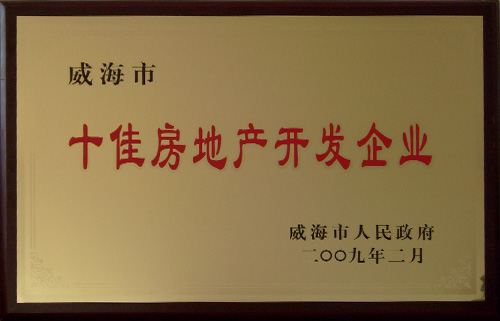 威海市
十佳房地产开发企业
威海市人民政府
二〇〇九年二月